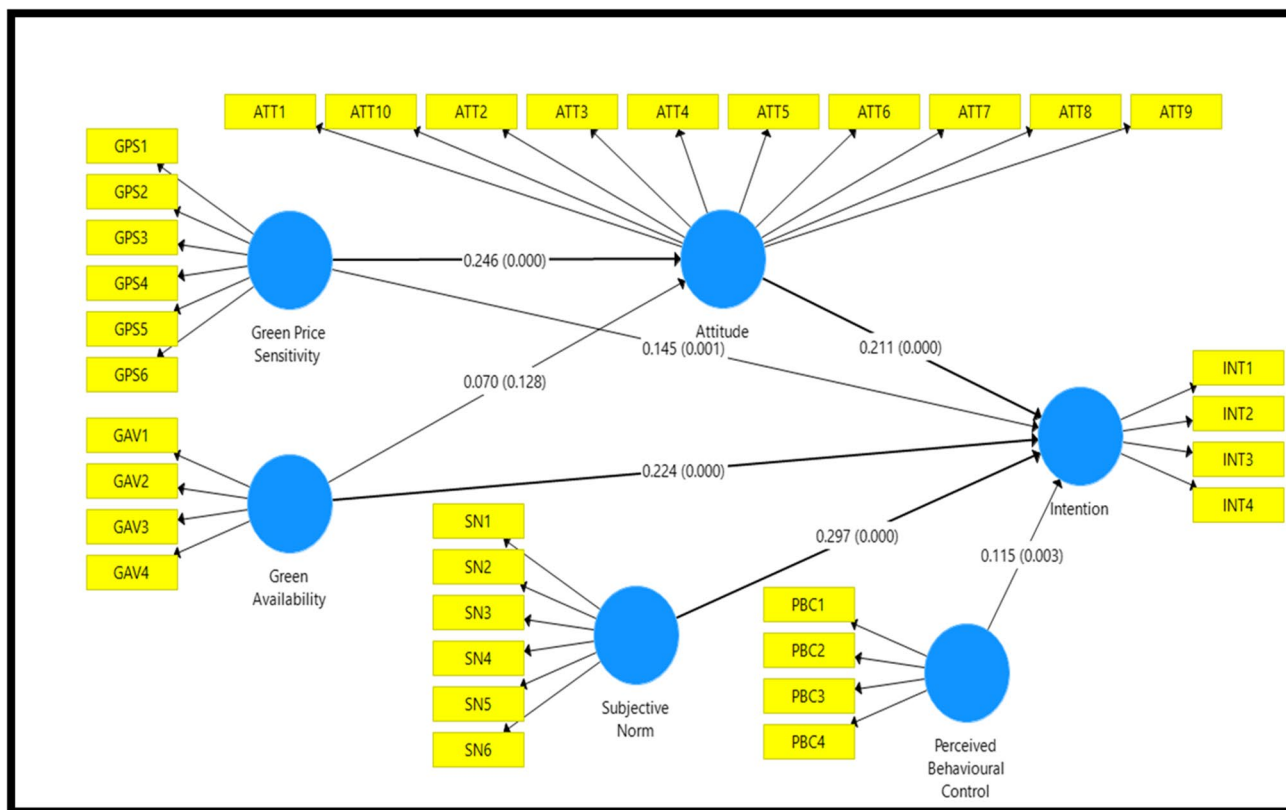 ATT1
ATT10
ATT2
ATT3
ATT4
ATT5
ATT6
ATT7
ATT8
ATT9
GPS1
GPS2
GPS3
GPS4
GPS5
GPS6
Green Price
Sensitivity
0.246 (0.000)
Attitude
0.145 (0.001)
0.211 (0.000)
0.070 (0.128)
INT1
INT2
INT3
INT4
Intention
GAV1
GAV2
GAV3
GAV4
Green
Availability
0.224 (0.000)
SN1
SN2
SN3
SN4
SN5
SN6
Subjective
Norm
0.297 (0.000)
0.115 (0.003)
PBC1
PBC2
PBC3
PBC4
Perceived
Behavioural
Control